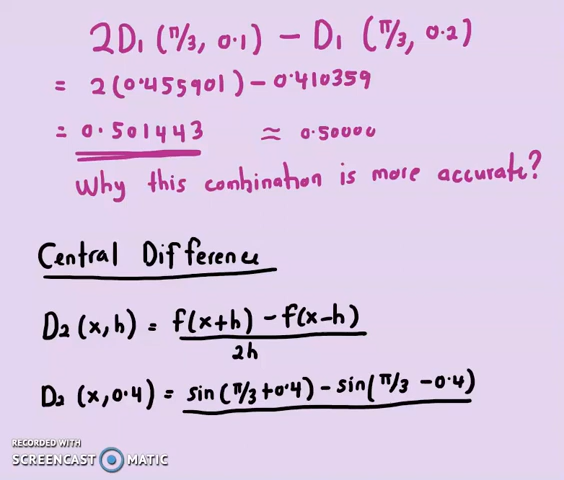 2D₁ (π/3, 0.1) − D₁ (π/3, 0.2)
= 2(0.455901) − 0.410359
= 0.501443 ≈ 0.50000
Why this combination is more accurate?
Central Difference
D₂ (x, h) = f(x+h) − f(x−h)
2h
D₂ (x, 0.4) = sin(π/3 + 0.4) − sin(π/3 − 0.4)
RECORDED WITH
SCREENCAST MATIC